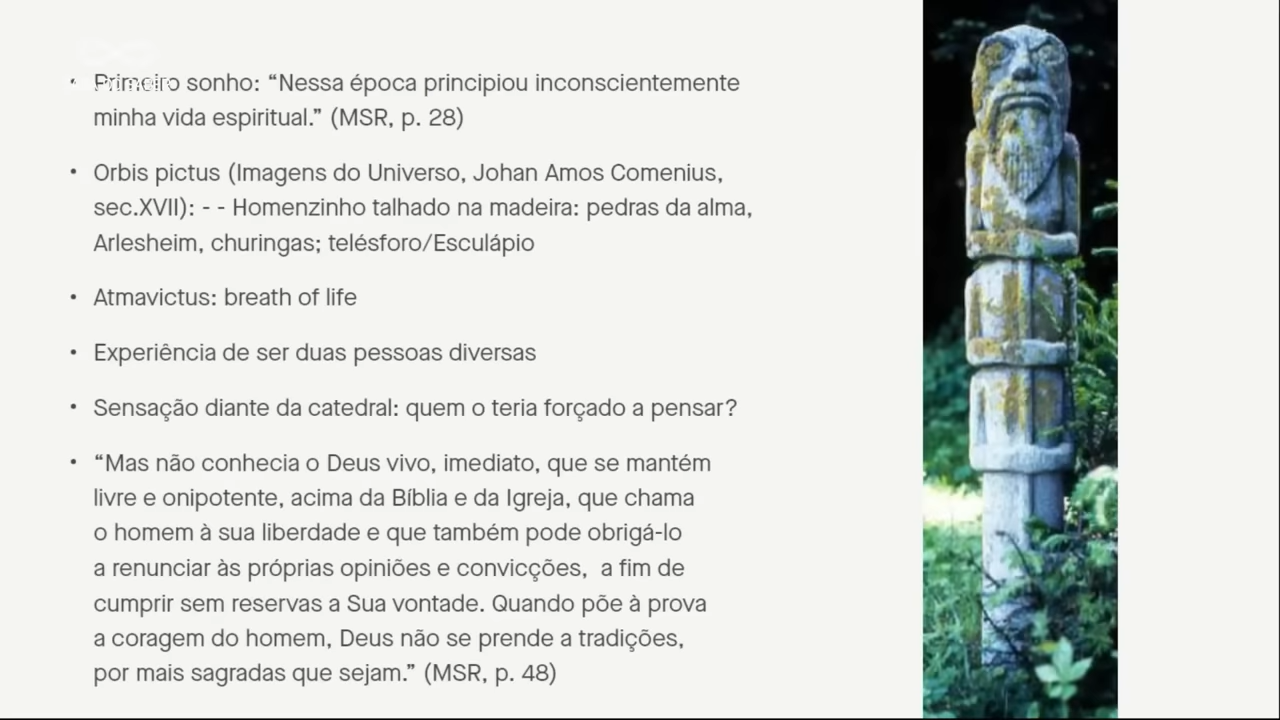 • Primeiro sonho: “Nessa época principiou inconscientemente
minha vida espiritual.” (MSR, p. 28)
• Orbis pictus (Imagens do Universo, Johan Amos Comenius,
sec.XVII): - - Homenzinho talhado na madeira: pedras da alma,
Arlesheim, churingas; telésforo/Esculápio
• Atmavictus: breath of life
• Experiência de ser duas pessoas diversas
• Sensação diante da catedral: quem o teria forçado a pensar?
• “Mas não conhecia o Deus vivo, imediato, que se mantém
livre e onipotente, acima da Bíblia e da Igreja, que chama
o homem à sua liberdade e que também pode obrigá-lo
a renunciar às próprias opiniões e convicções,  a fim de
cumprir sem reservas a Sua vontade. Quando põe à prova
a coragem do homem, Deus não se prende a tradições,
por mais sagradas que sejam.” (MSR, p. 48)